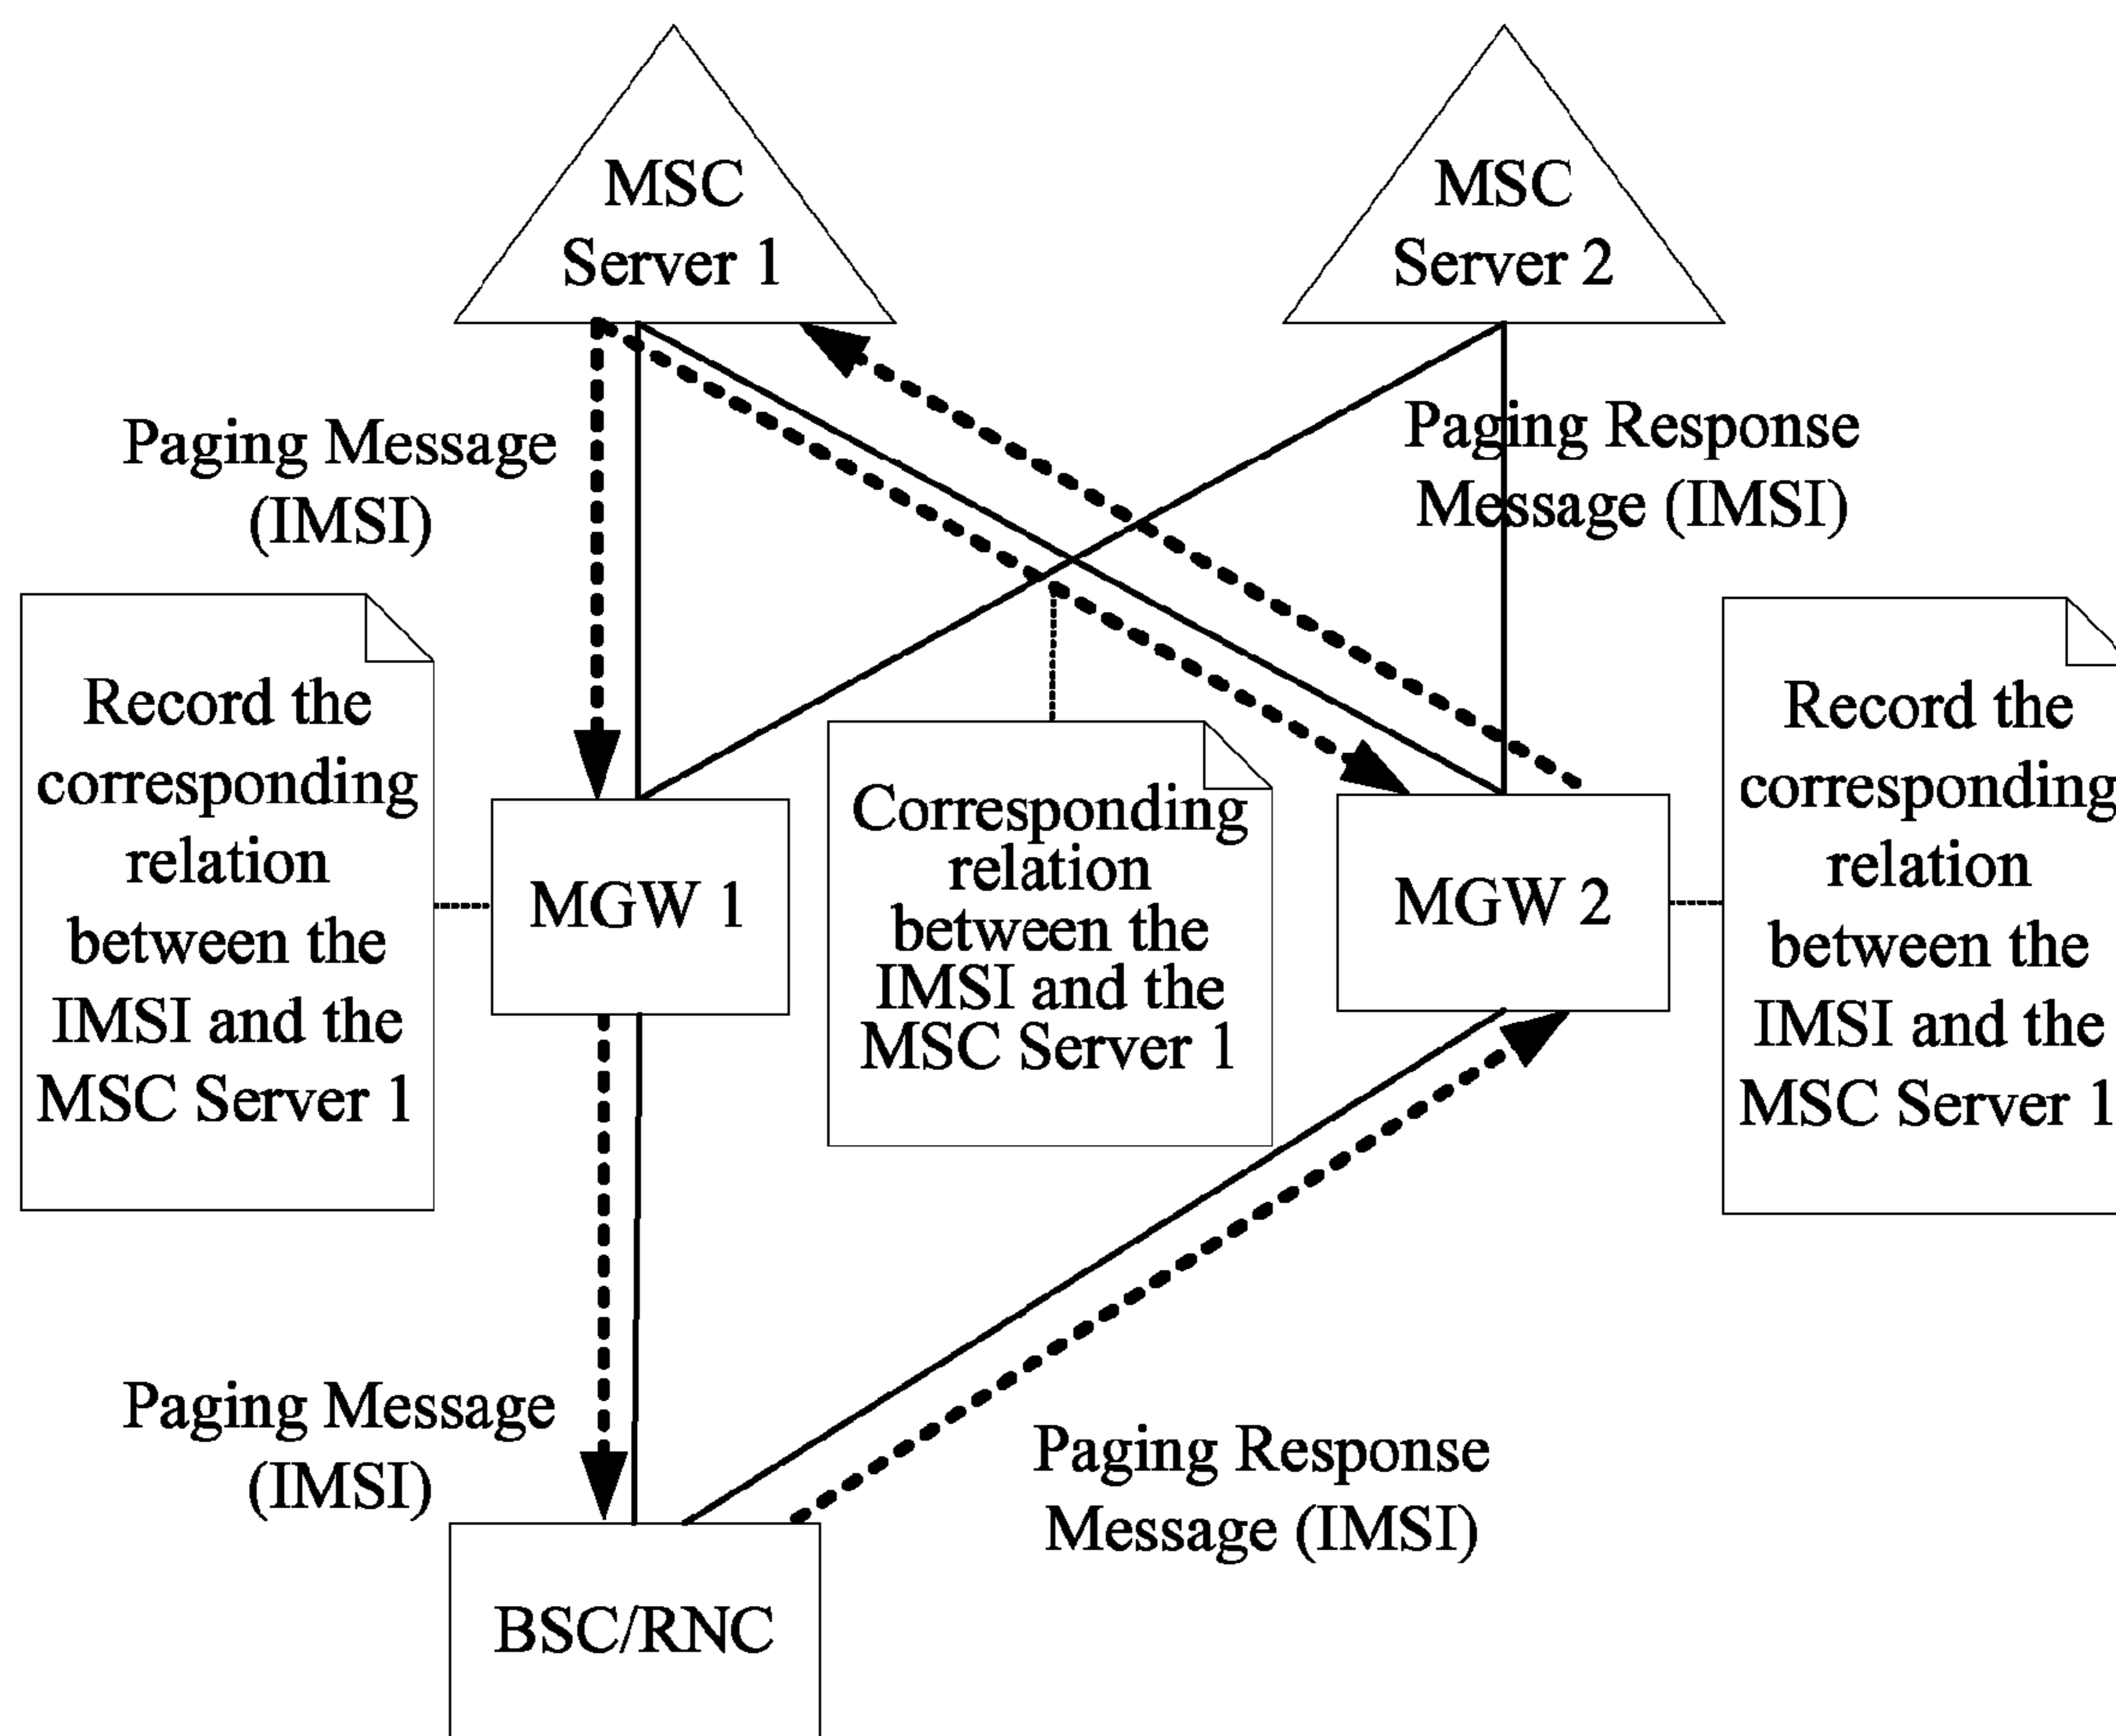 MSC
Server 1
MSC
Server 2
Paging Message
(IMSI)
Paging Response
Message (IMSI)
Record the
corresponding
relation
between the
IMSI and the
MSC Server 1
MGW 1
Corresponding
relation
between the
IMSI and the
MSC Server 1
MGW 2
Record the
corresponding
relation
between the
IMSI and the
MSC Server 1
Paging Message
(IMSI)
Paging Response
Message (IMSI)
BSC/RNC